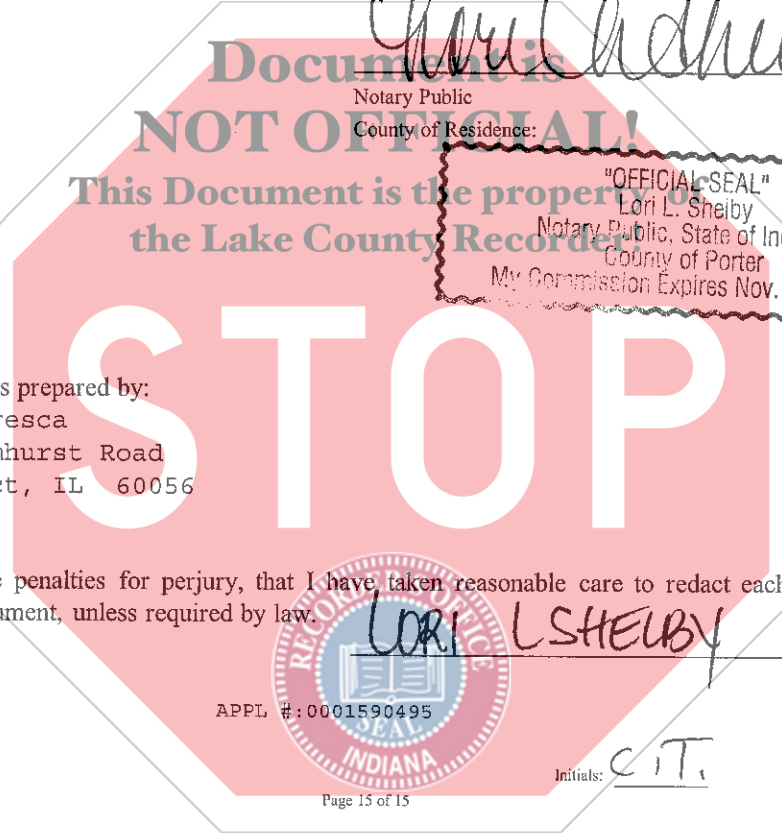 Document is
Notary Public
NOT OFFICIAL!
County of Residence:
This Document is the property of
the Lake County Recorder!
"OFFICIAL SEAL"
Lori L. Shelby
Notary Public, State of In
County of Porter
My Commission Expires Nov.
STOP
s prepared by:
resca
hurst Road
ct, IL 60056
penalties for perjury, that I have taken reasonable care to redact each
ument, unless required by law.
LORI L SHELBY
RECORDER'S OFFICE
APPL #:0001590495
SEAL
INDIANA
Initials: C.T.
Page 15 of 15